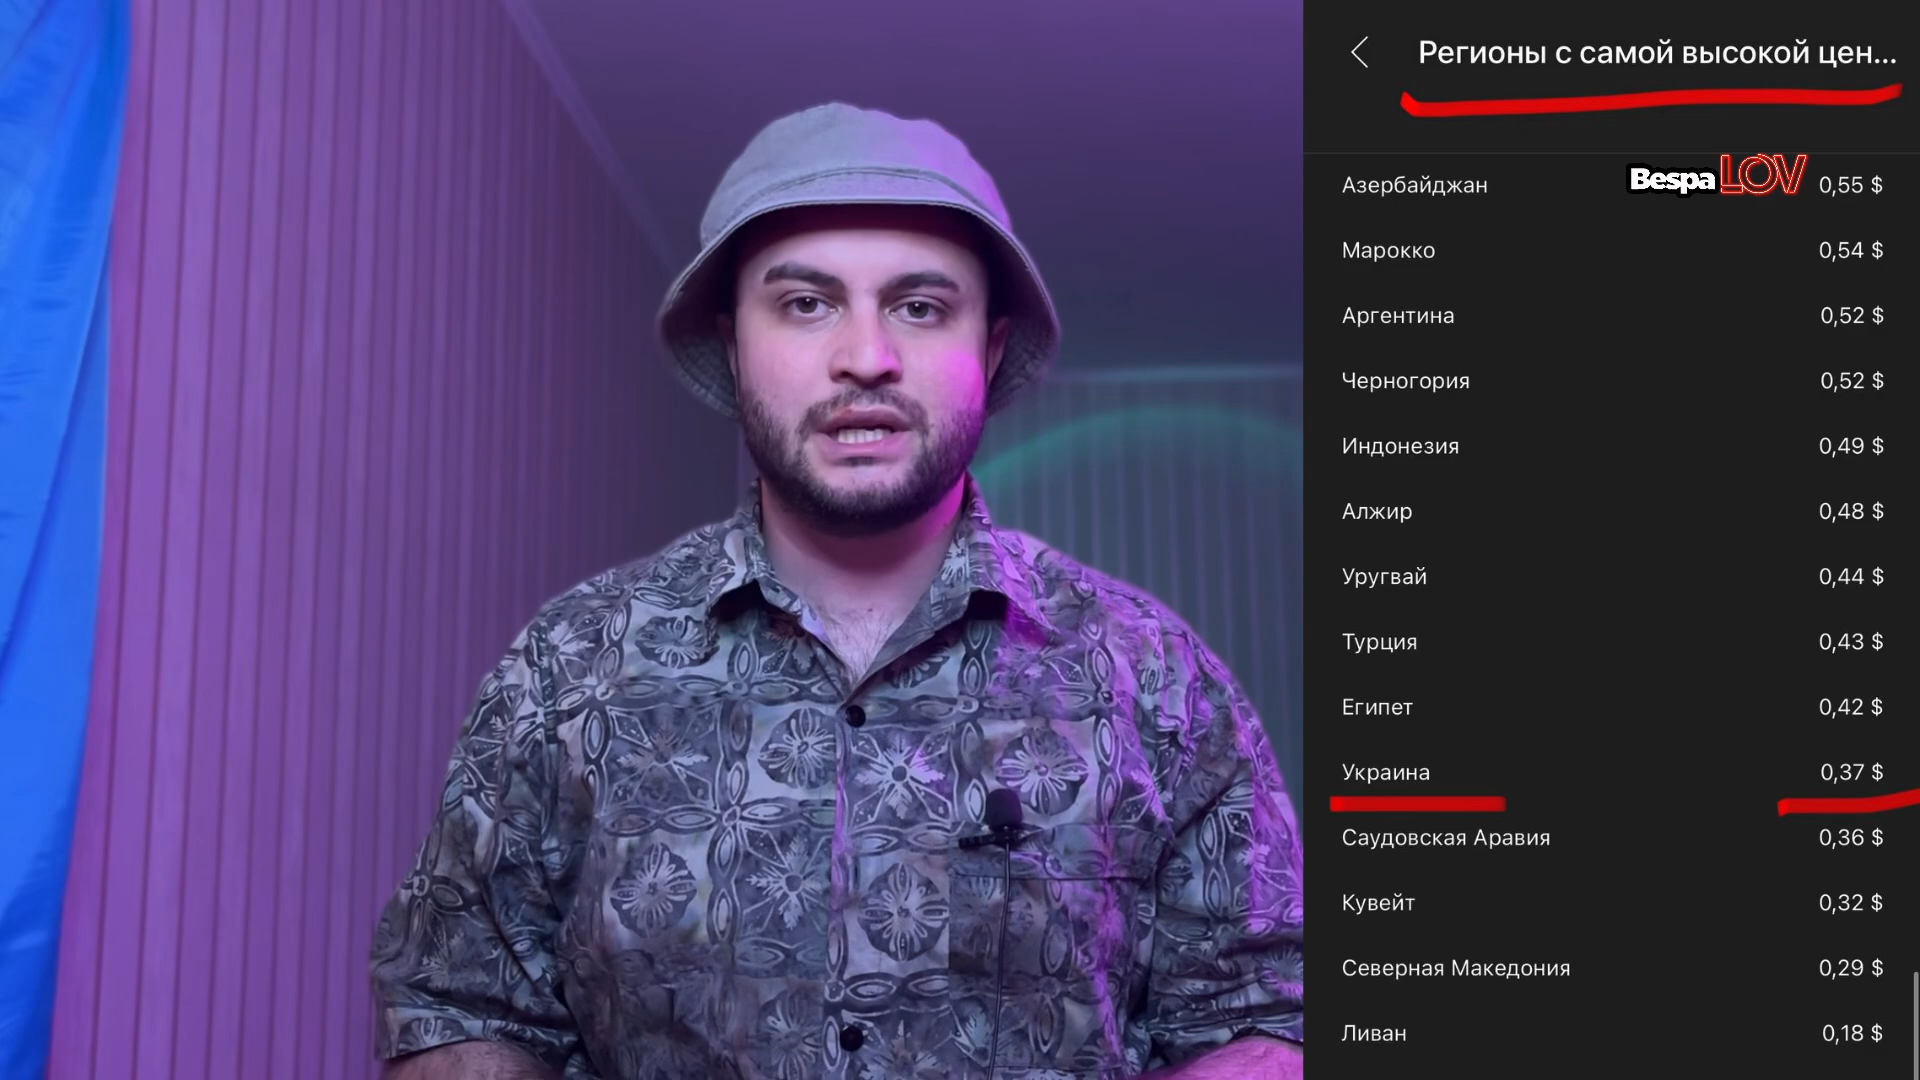 Регионы с самой высокой цен...
BespaLOV
Азербайджан 0,55 $
Марокко 0,54 $
Аргентина 0,52 $
Черногория 0,52 $
Индонезия 0,49 $
Алжир 0,48 $
Уругвай 0,44 $
Турция 0,43 $
Египет 0,42 $
Украина 0,37 $
Саудовская Аравия 0,36 $
Кувейт 0,32 $
Северная Македония 0,29 $
Ливан 0,18 $